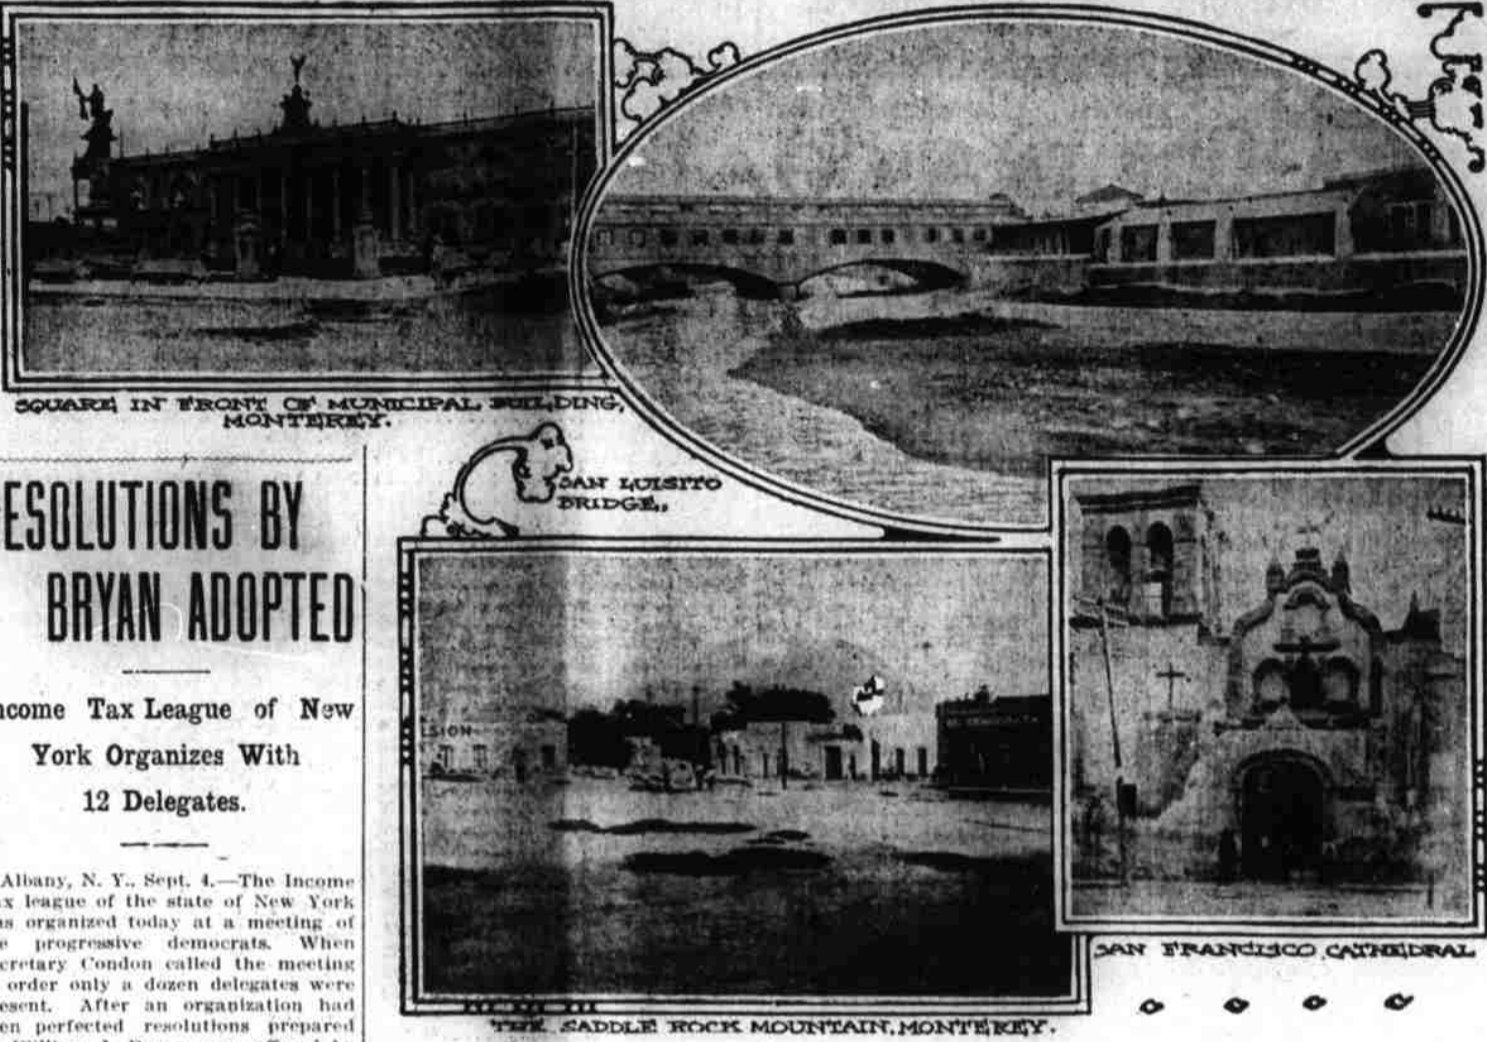 SQUARE IN FRONT OF MUNICIPAL BUILDING,
MONTEREY.
SAN LUISITO
BRIDGE,
SION
SAN FRANCISCO CATHEDRAL
THE SADDLE ROCK MOUNTAIN, MONTEREY.
ESOLUTIONS BY
BRYAN ADOPTED
ncome Tax League of New
York Organizes With
12 Delegates.
Albany, N. Y., Sept. 4.—The Income
x league of the state of New York
as organized today at a meeting of
e progressive democrats. When
cretary Condon called the meeting
order only a dozen delegates were
esent. After an organization had
en perfected resolutions prepared